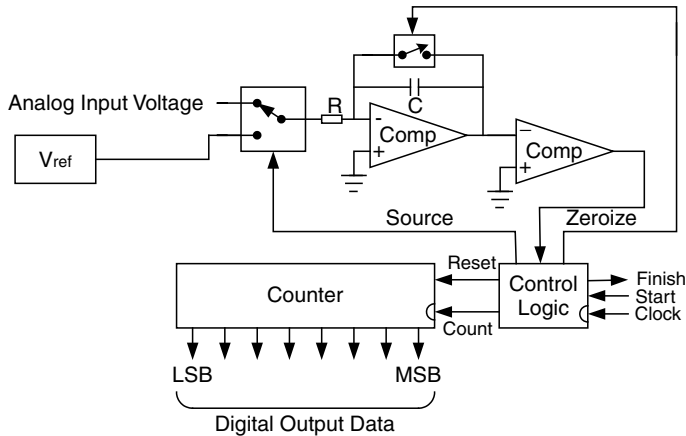 R
C
Analog Input Voltage
-
Comp
+
−
Comp
+
Vref
Source
Zeroize
Reset
Counter
Count
Control
Logic
Finish
Start
Clock
LSB
MSB
Digital Output Data